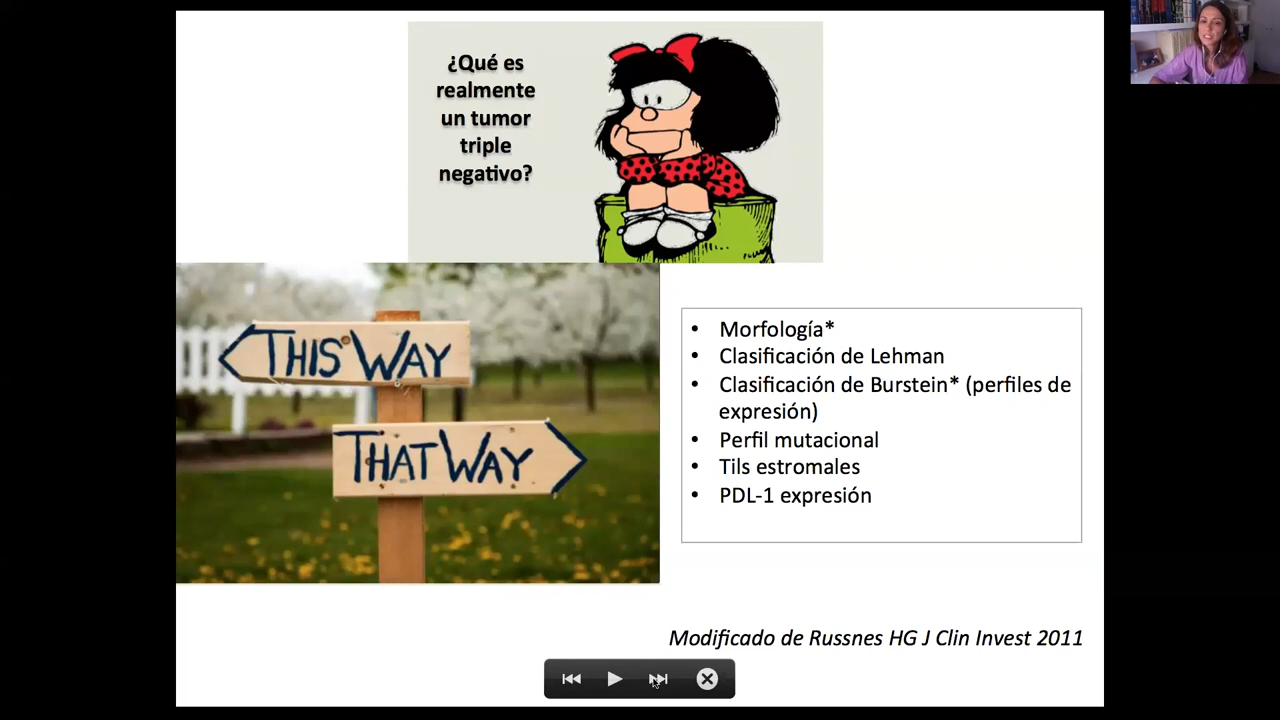 ¿Qué es
realmente
un tumor
triple
negativo?
THIS WAY
THAT WAY
• Morfología*
• Clasificación de Lehman
• Clasificación de Burstein* (perfiles de
expresión)
• Perfil mutacional
• Tils estromales
• PDL-1 expresión
Modificado de Russnes HG J Clin Invest 2011